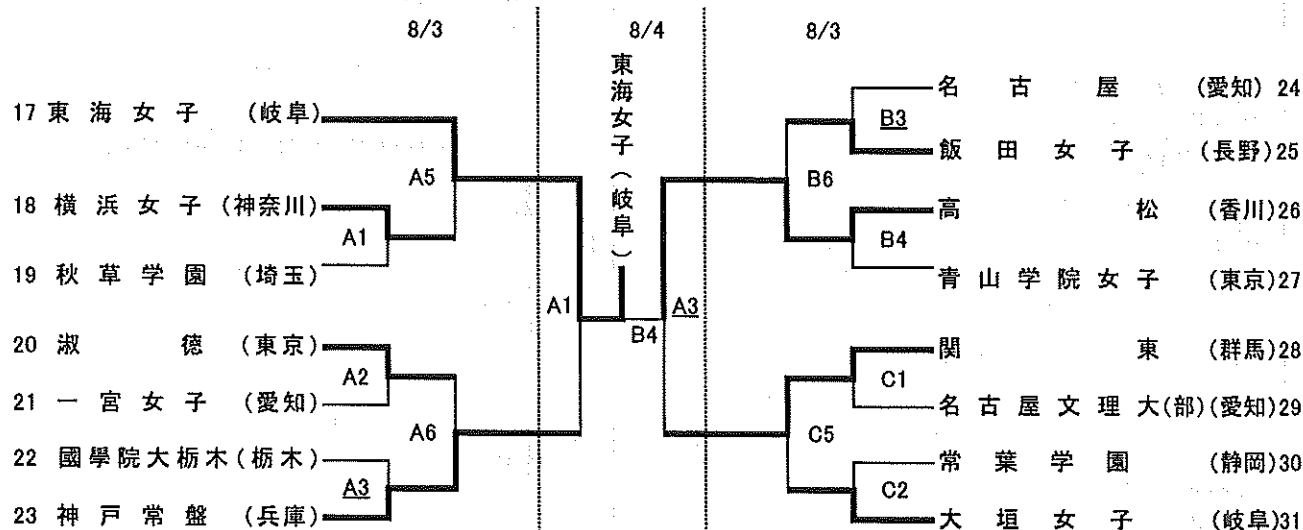 8/3 8/4 8/3
東海女子(岐阜)
17 東海女子 (岐阜)
18 横浜女子 (神奈川)
19 秋草学園 (埼玉)
20 淑徳 (東京)
21 一宮女子 (愛知)
22 國學院大栃木 (栃木)
23 神戸常盤 (兵庫)
A5
A1
A2
A6
A3
A1
B4
A3
名古屋 (愛知) 24
飯田女子 (長野) 25
高松 (香川) 26
青山学院女子 (東京) 27
関東 (群馬) 28
名古屋文理大(部) (愛知) 29
常葉学園 (静岡) 30
大垣女子 (岐阜) 31
B3
B6
B4
C1
C5
C2